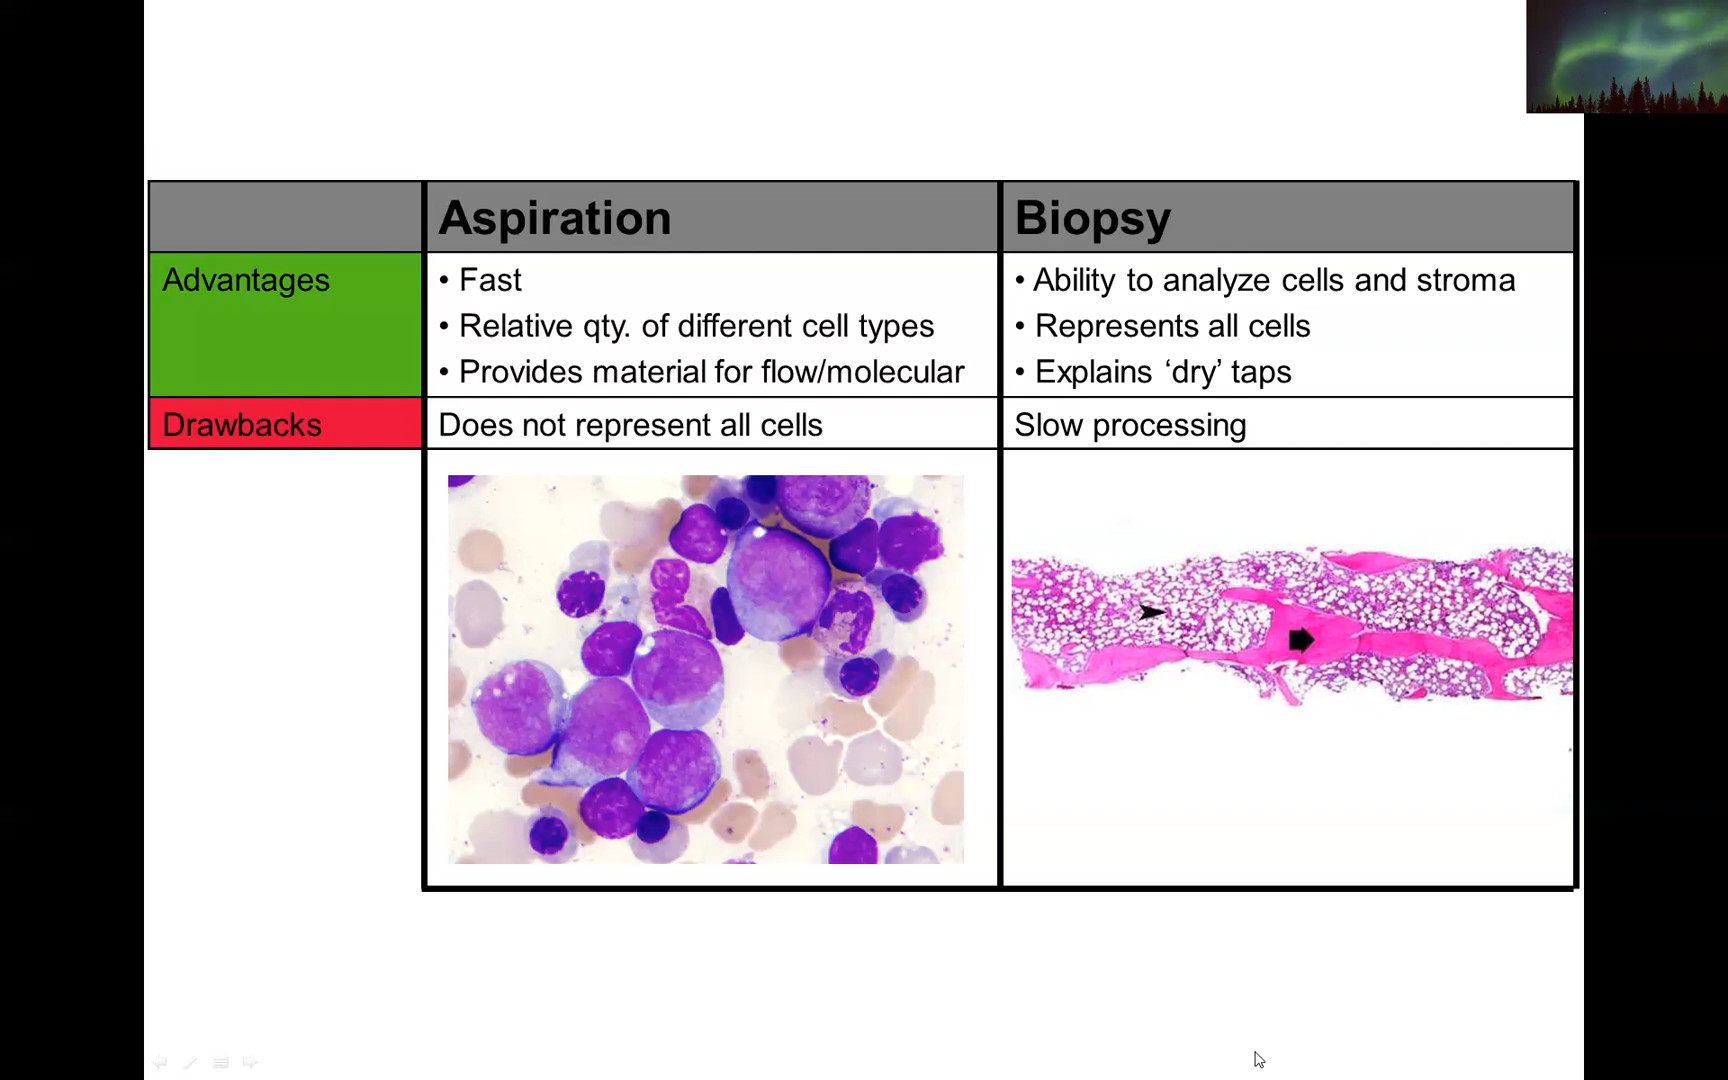 Aspiration
Biopsy
Advantages
• Fast
• Relative qty. of different cell types
• Provides material for flow/molecular
• Ability to analyze cells and stroma
• Represents all cells
• Explains ‘dry’ taps
Drawbacks
Does not represent all cells
Slow processing